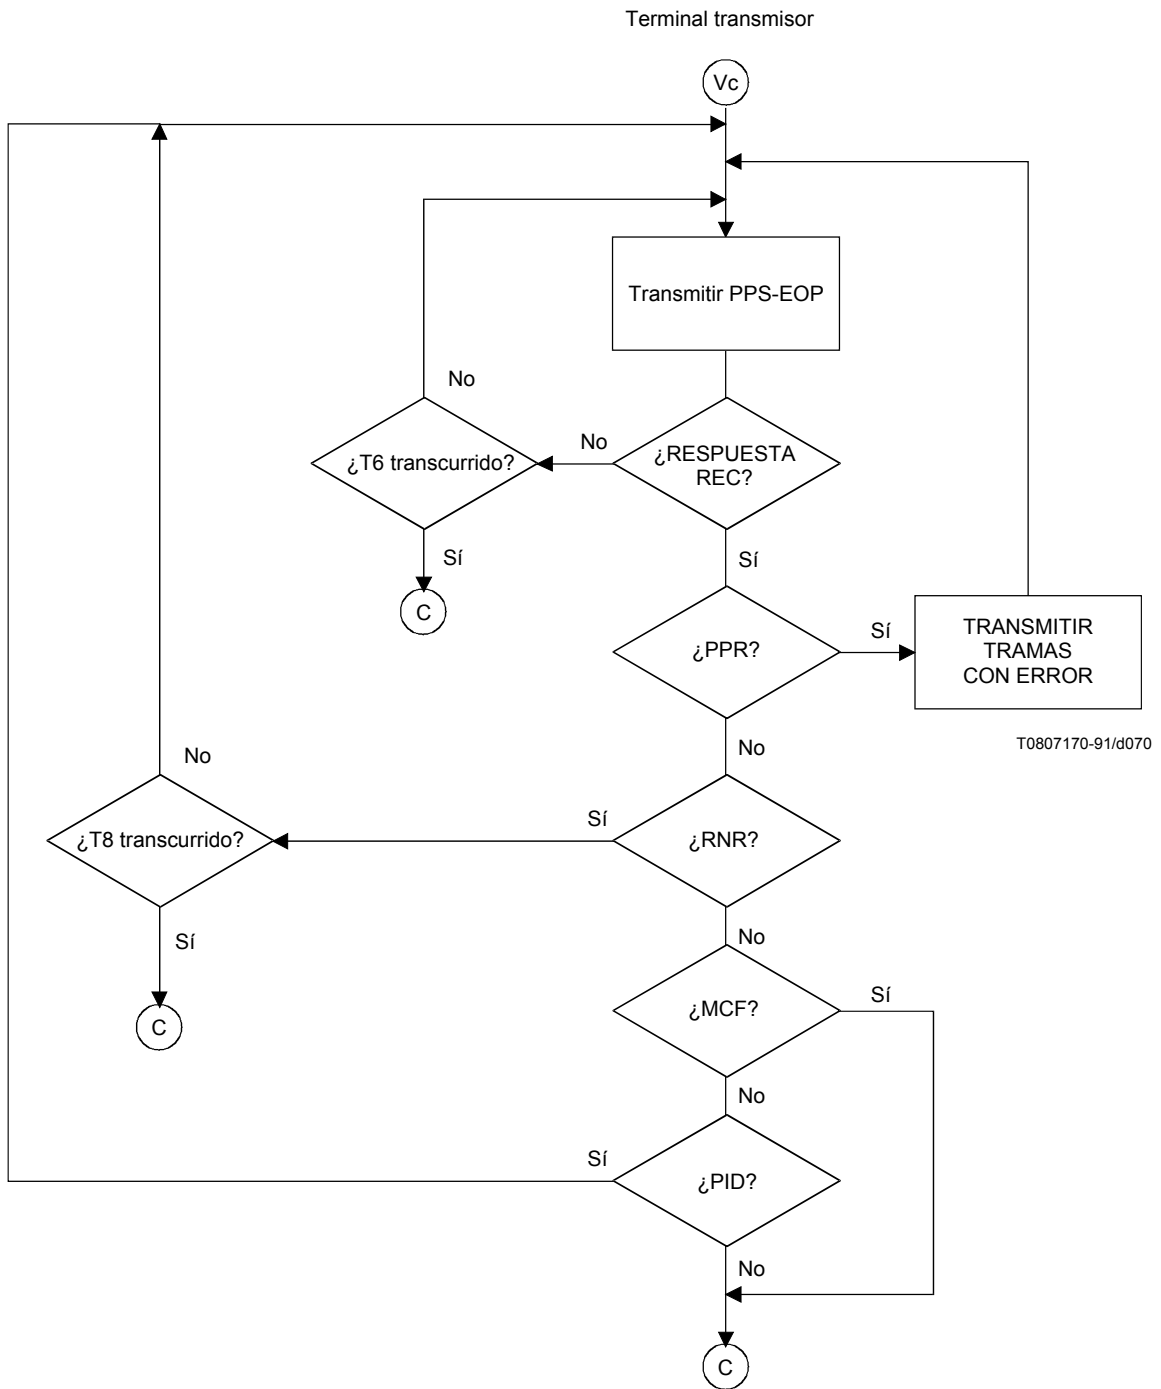 Terminal transmisor
Vc
Transmitir PPS-EOP
No
¿T6 transcurrido?
No
¿RESPUESTA
REC?
Sí
C
Sí
¿PPR?
Sí
TRANSMITIR
TRAMAS
CON ERROR
T0807170-91/d070
No
No
¿T8 transcurrido?
Sí
¿RNR?
Sí
C
No
¿MCF?
Sí
No
Sí
¿PID?
No
C